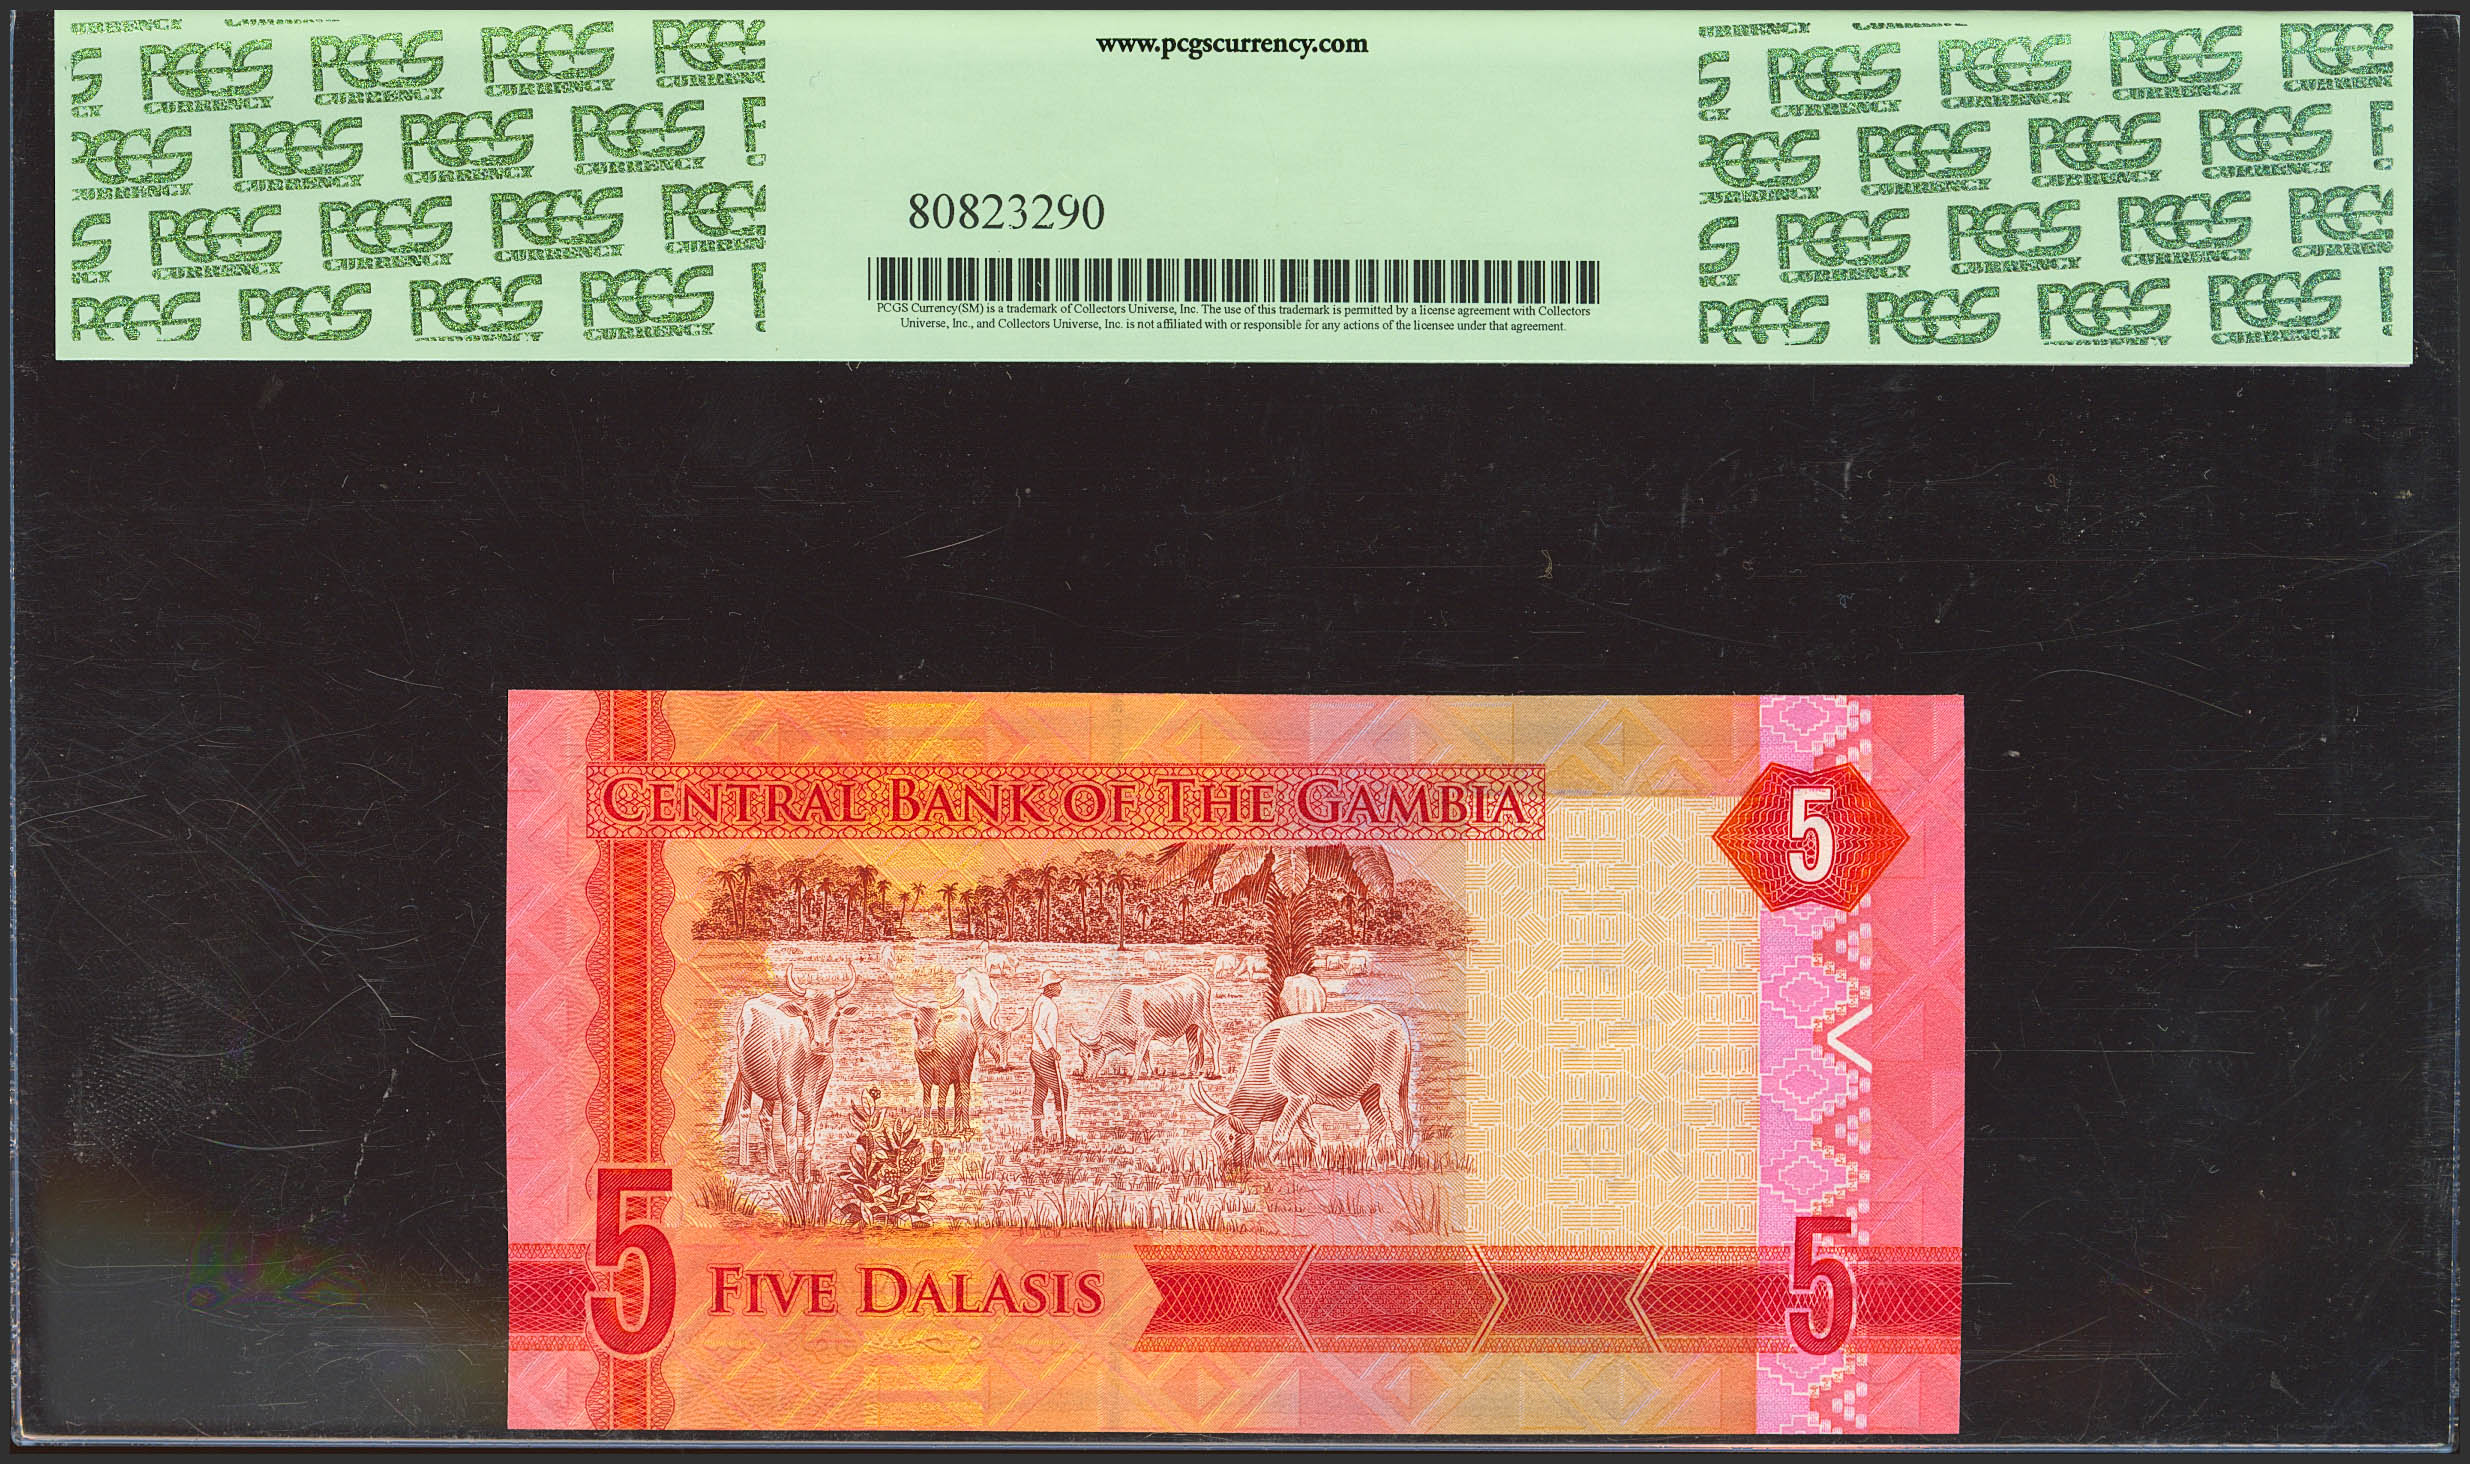 www.pcgscurrency.com
PCGS CURRENCY
80823290
PCGS Currency(SM) is a trademark of Collectors Universe, Inc. The use of this trademark is permitted by a license agreement with Collectors
Universe, Inc., and Collectors Universe, Inc. is not affiliated with or responsible for any actions of the licensee under that agreement.
CENTRAL BANK OF THE GAMBIA
5
5
FIVE DALASIS
5